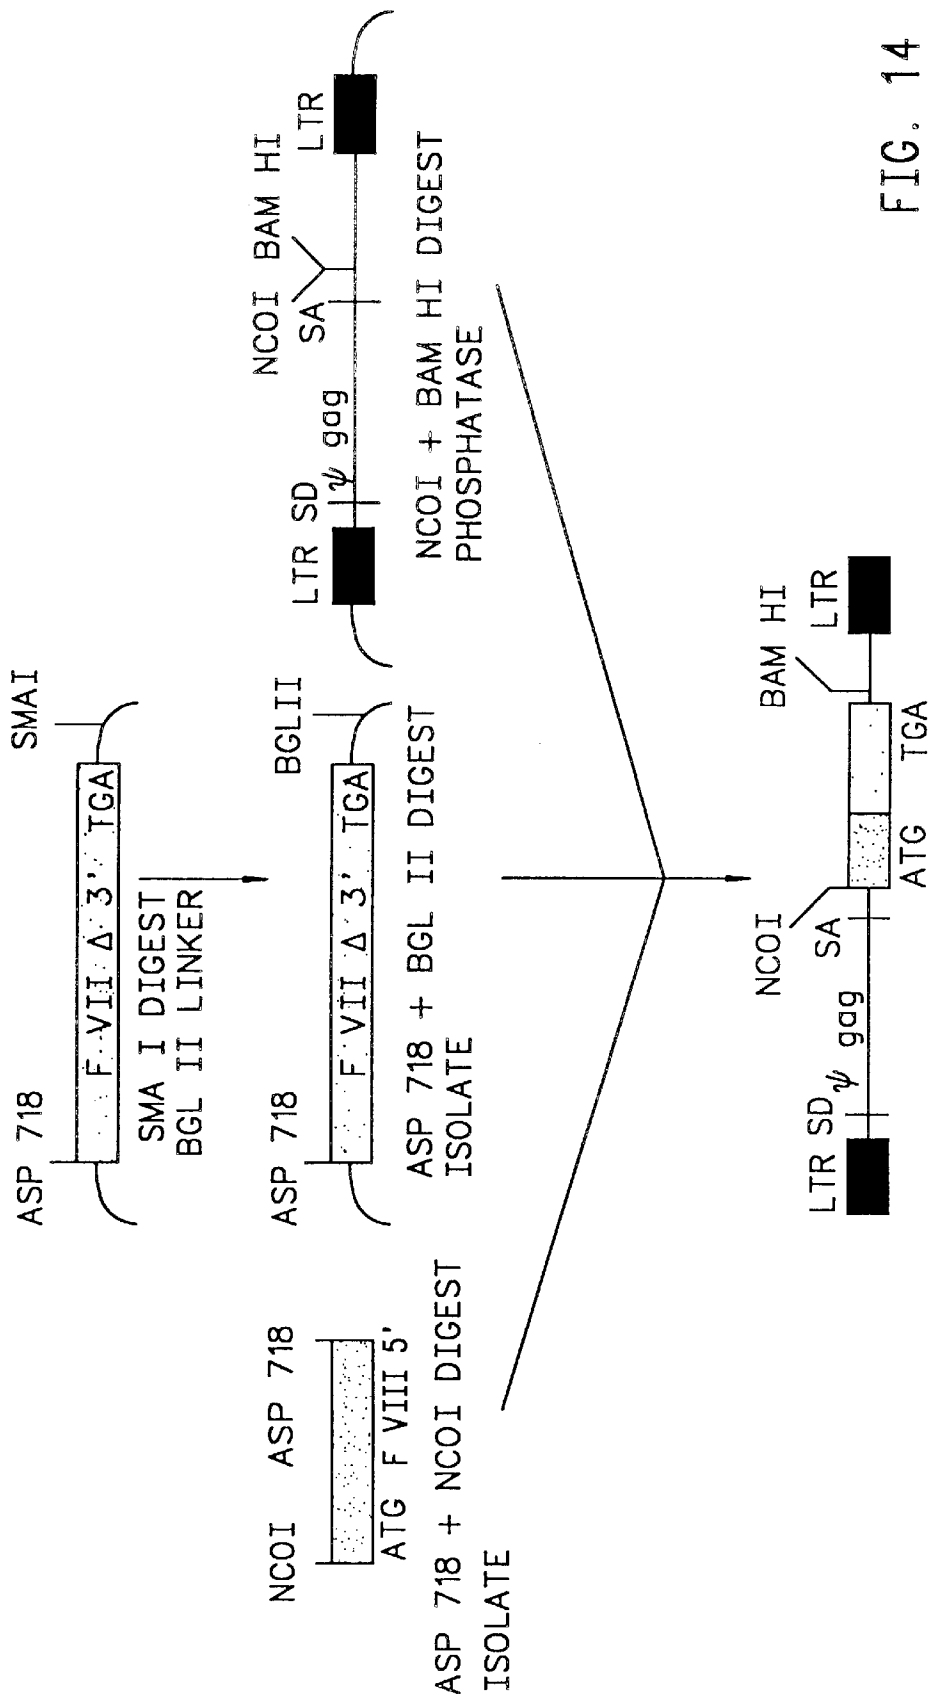 ASP 718
SMAI
F VII Δ 3' TGA
SMA I DIGEST
BGL II LINKER
NCOI ASP 718
ATG F VIII 5'
ASP 718 + NCOI DIGEST
ISOLATE
ASP 718
BGLII
F VII Δ 3' TGA
ASP 718 + BGL II DIGEST
ISOLATE
NCOI BAM HI
LTR SD ψ gag SA LTR
NCOI + BAM HI DIGEST
PHOSPHATASE
NCOI BAM HI
LTR SD ψ gag SA LTR
ATG TGA
FIG. 14